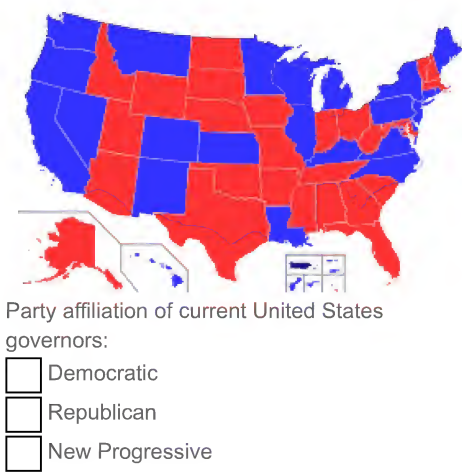 Party affiliation of current United States
governors:
Democratic
Republican
New Progressive